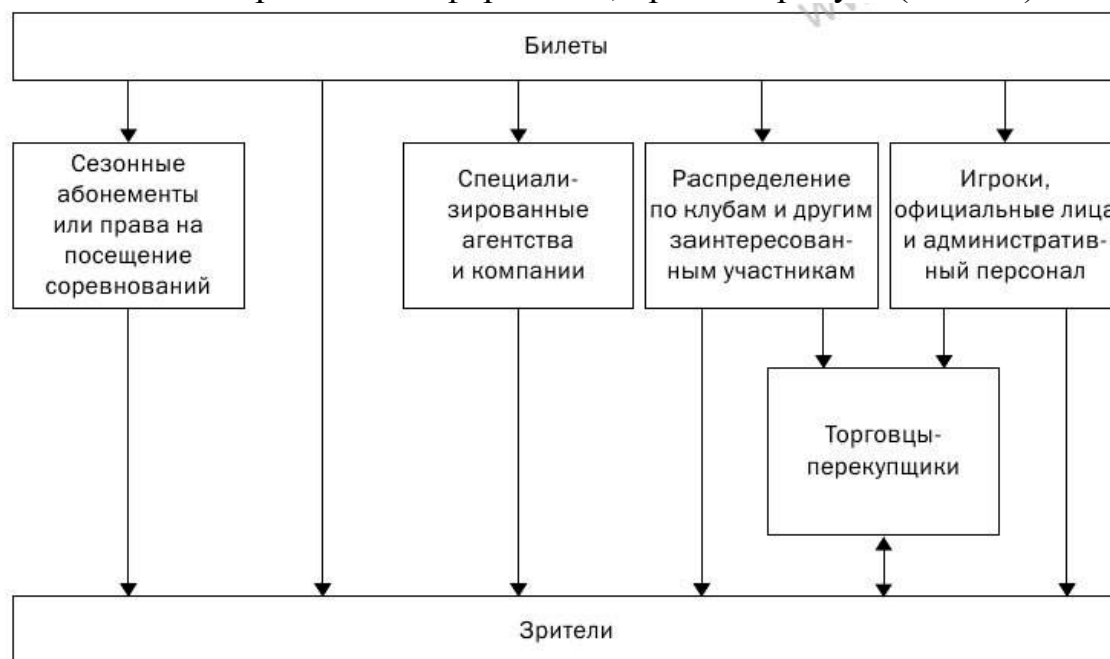 Билеты
Сезонные
абонементы
или права на
посещение
соревнований
Специали-
зированные
агентства
и компании
Распределение
по клубам и другим
заинтересован-
ным участникам
Игроки,
официальные лица
и административ-
ный персонал
Торговцы-
перекупщики
Зрители